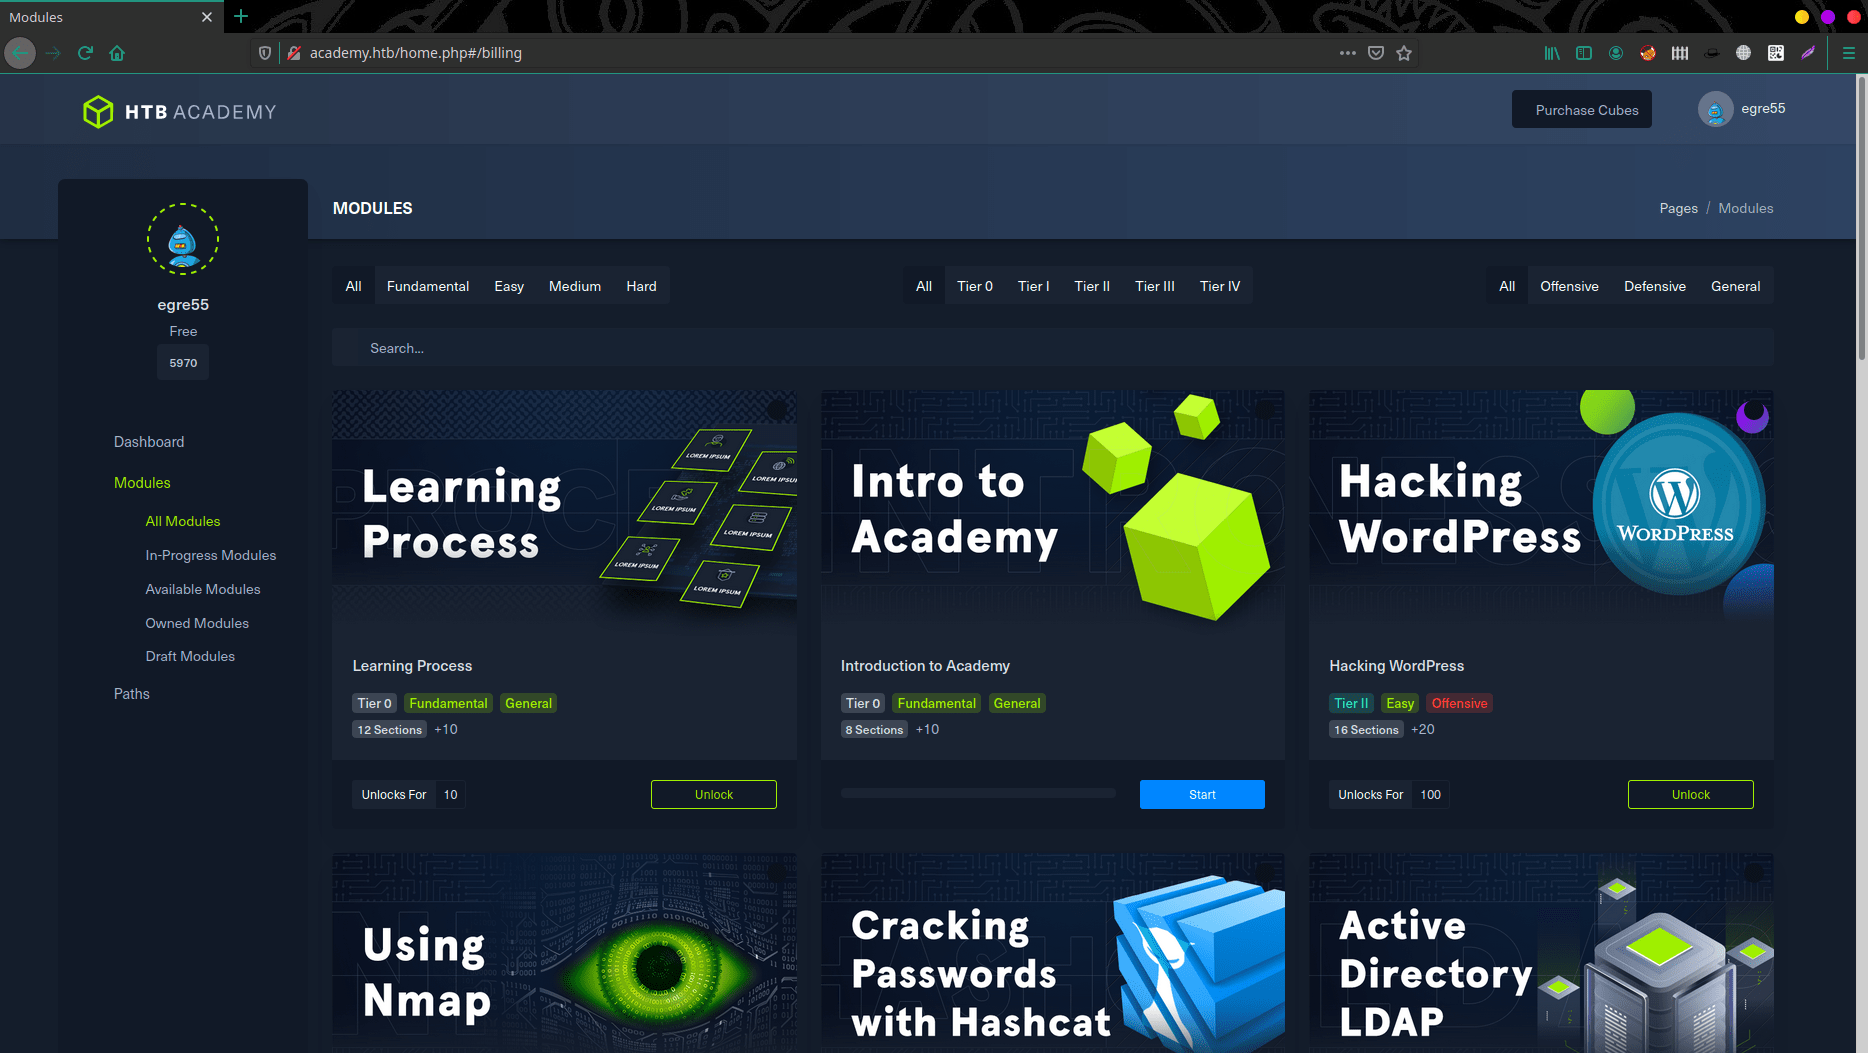 Modules
academy.htb/home.php#/billing
HTB ACADEMY
Purchase Cubes
egre55
MODULES
Pages / Modules
egre55
Free
5970
Dashboard
Modules
All Modules
In-Progress Modules
Available Modules
Owned Modules
Draft Modules
Paths
All Fundamental Easy Medium Hard
All Tier 0 Tier I Tier II Tier III Tier IV
All Offensive Defensive General
Search...
Learning
Process
LOREM IPSUM
LOREM IPSUM
LOREM IPSUM
LOREM IPSUM
LOREM IPSUM
LOREM IPSUM
Learning Process
Tier 0 Fundamental General
12 Sections +10
Unlocks For 10
Unlock
Intro to
Academy
Introduction to Academy
Tier 0 Fundamental General
8 Sections +10
Start
Hacking
WordPress
WORDPRESS
Hacking WordPress
Tier II Easy Offensive
16 Sections +20
Unlocks For 100
Unlock
Using
Nmap
Cracking
Passwords
with Hashcat
Active
Directory
LDAP